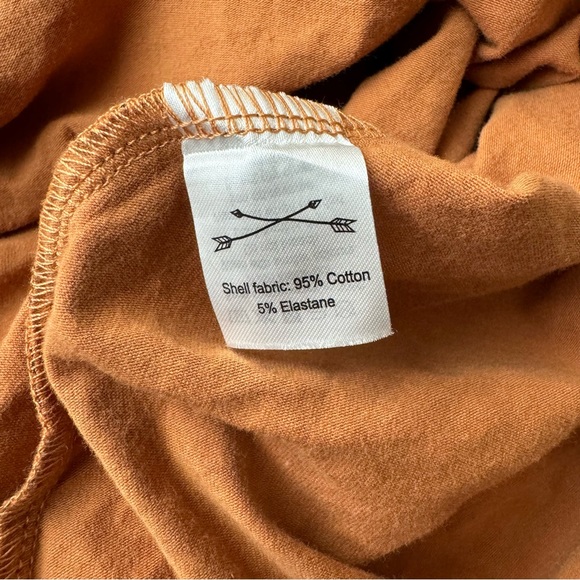 Shell fabric: 95% Cotton
5% Elastane